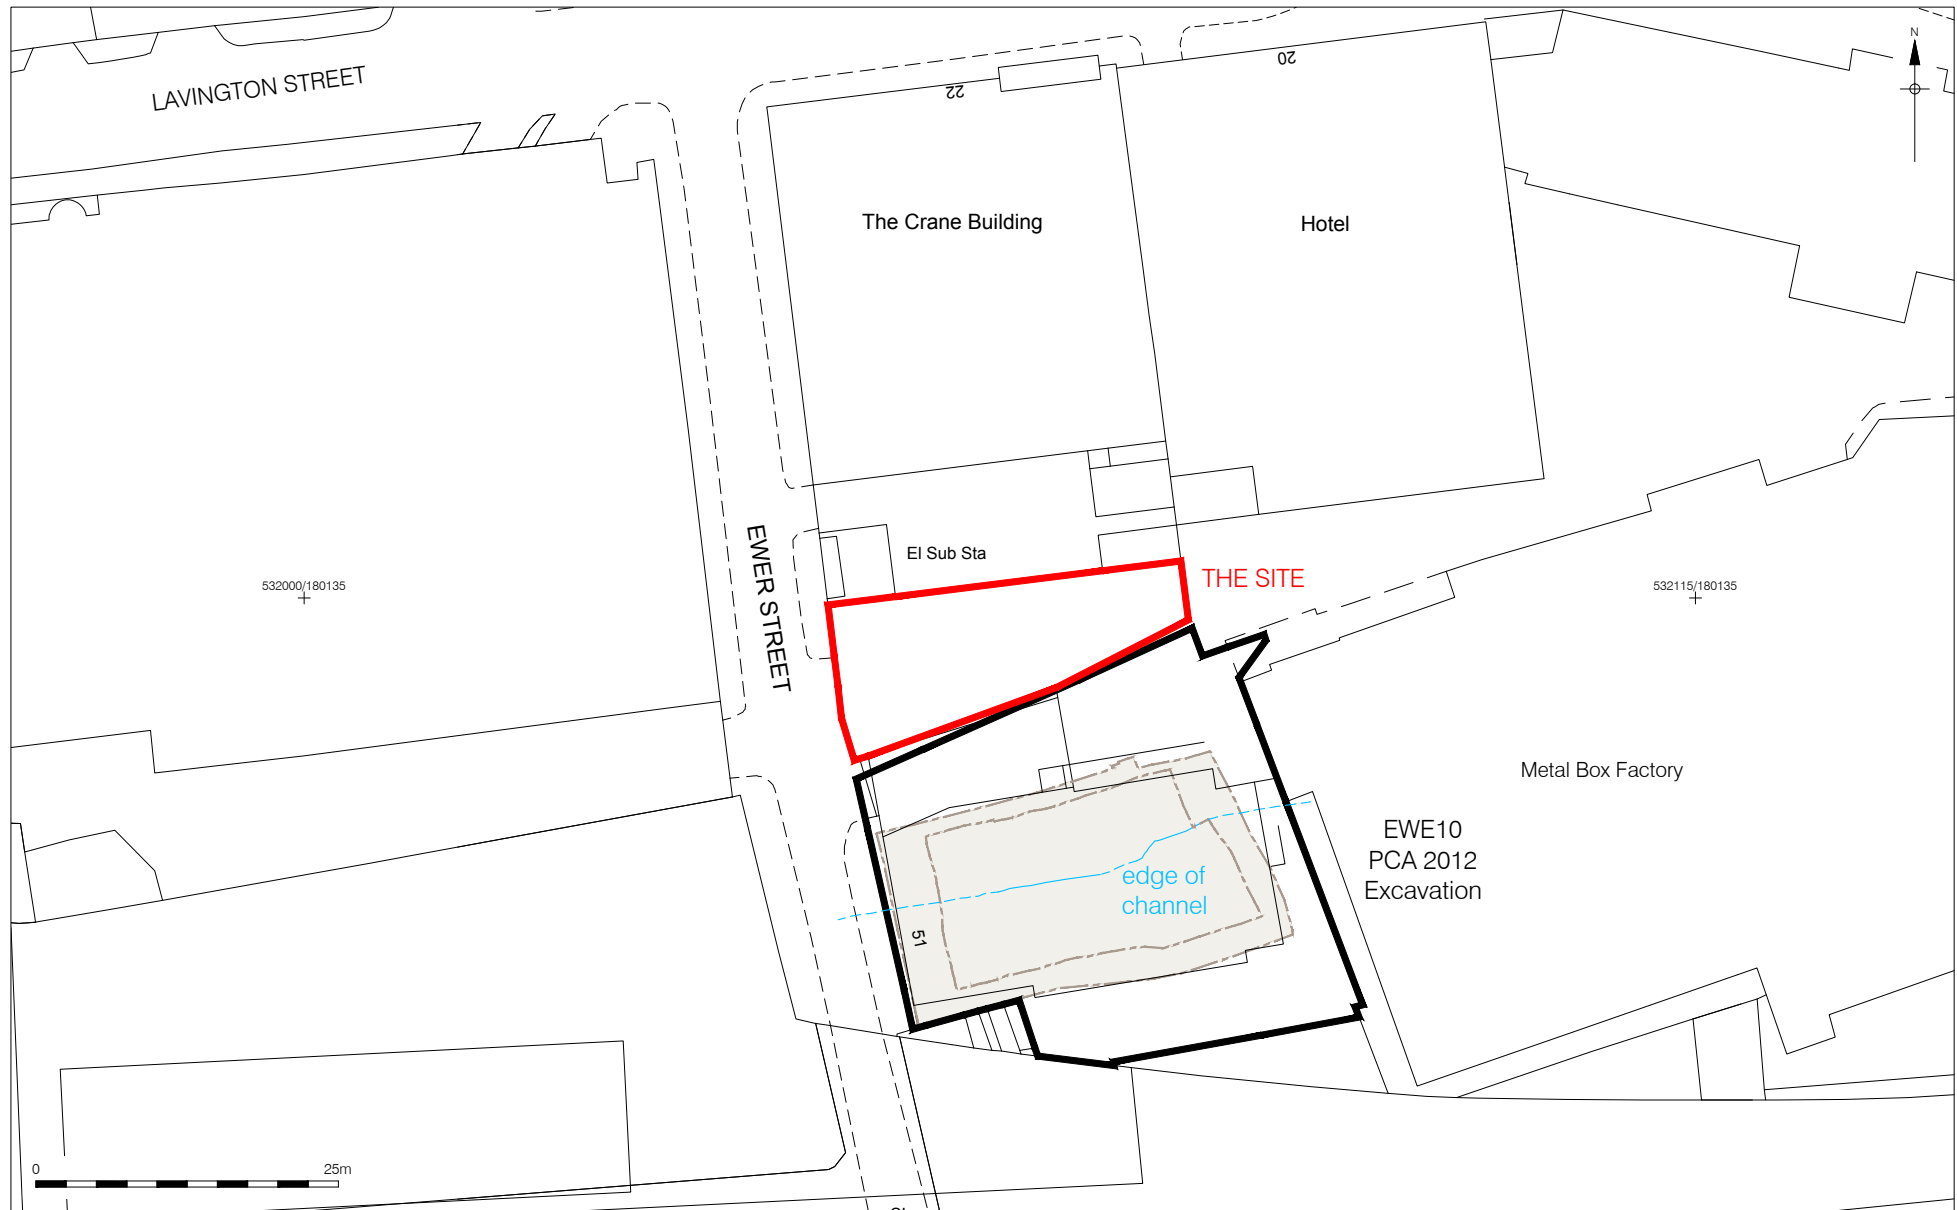 LAVINGTON STREET
N
20
22
The Crane Building
Hotel
EWER STREET
El Sub Sta
THE SITE
532000/180135
532115/180135
Metal Box Factory
EWE10
PCA 2012
Excavation
edge of
channel
51
0
25m